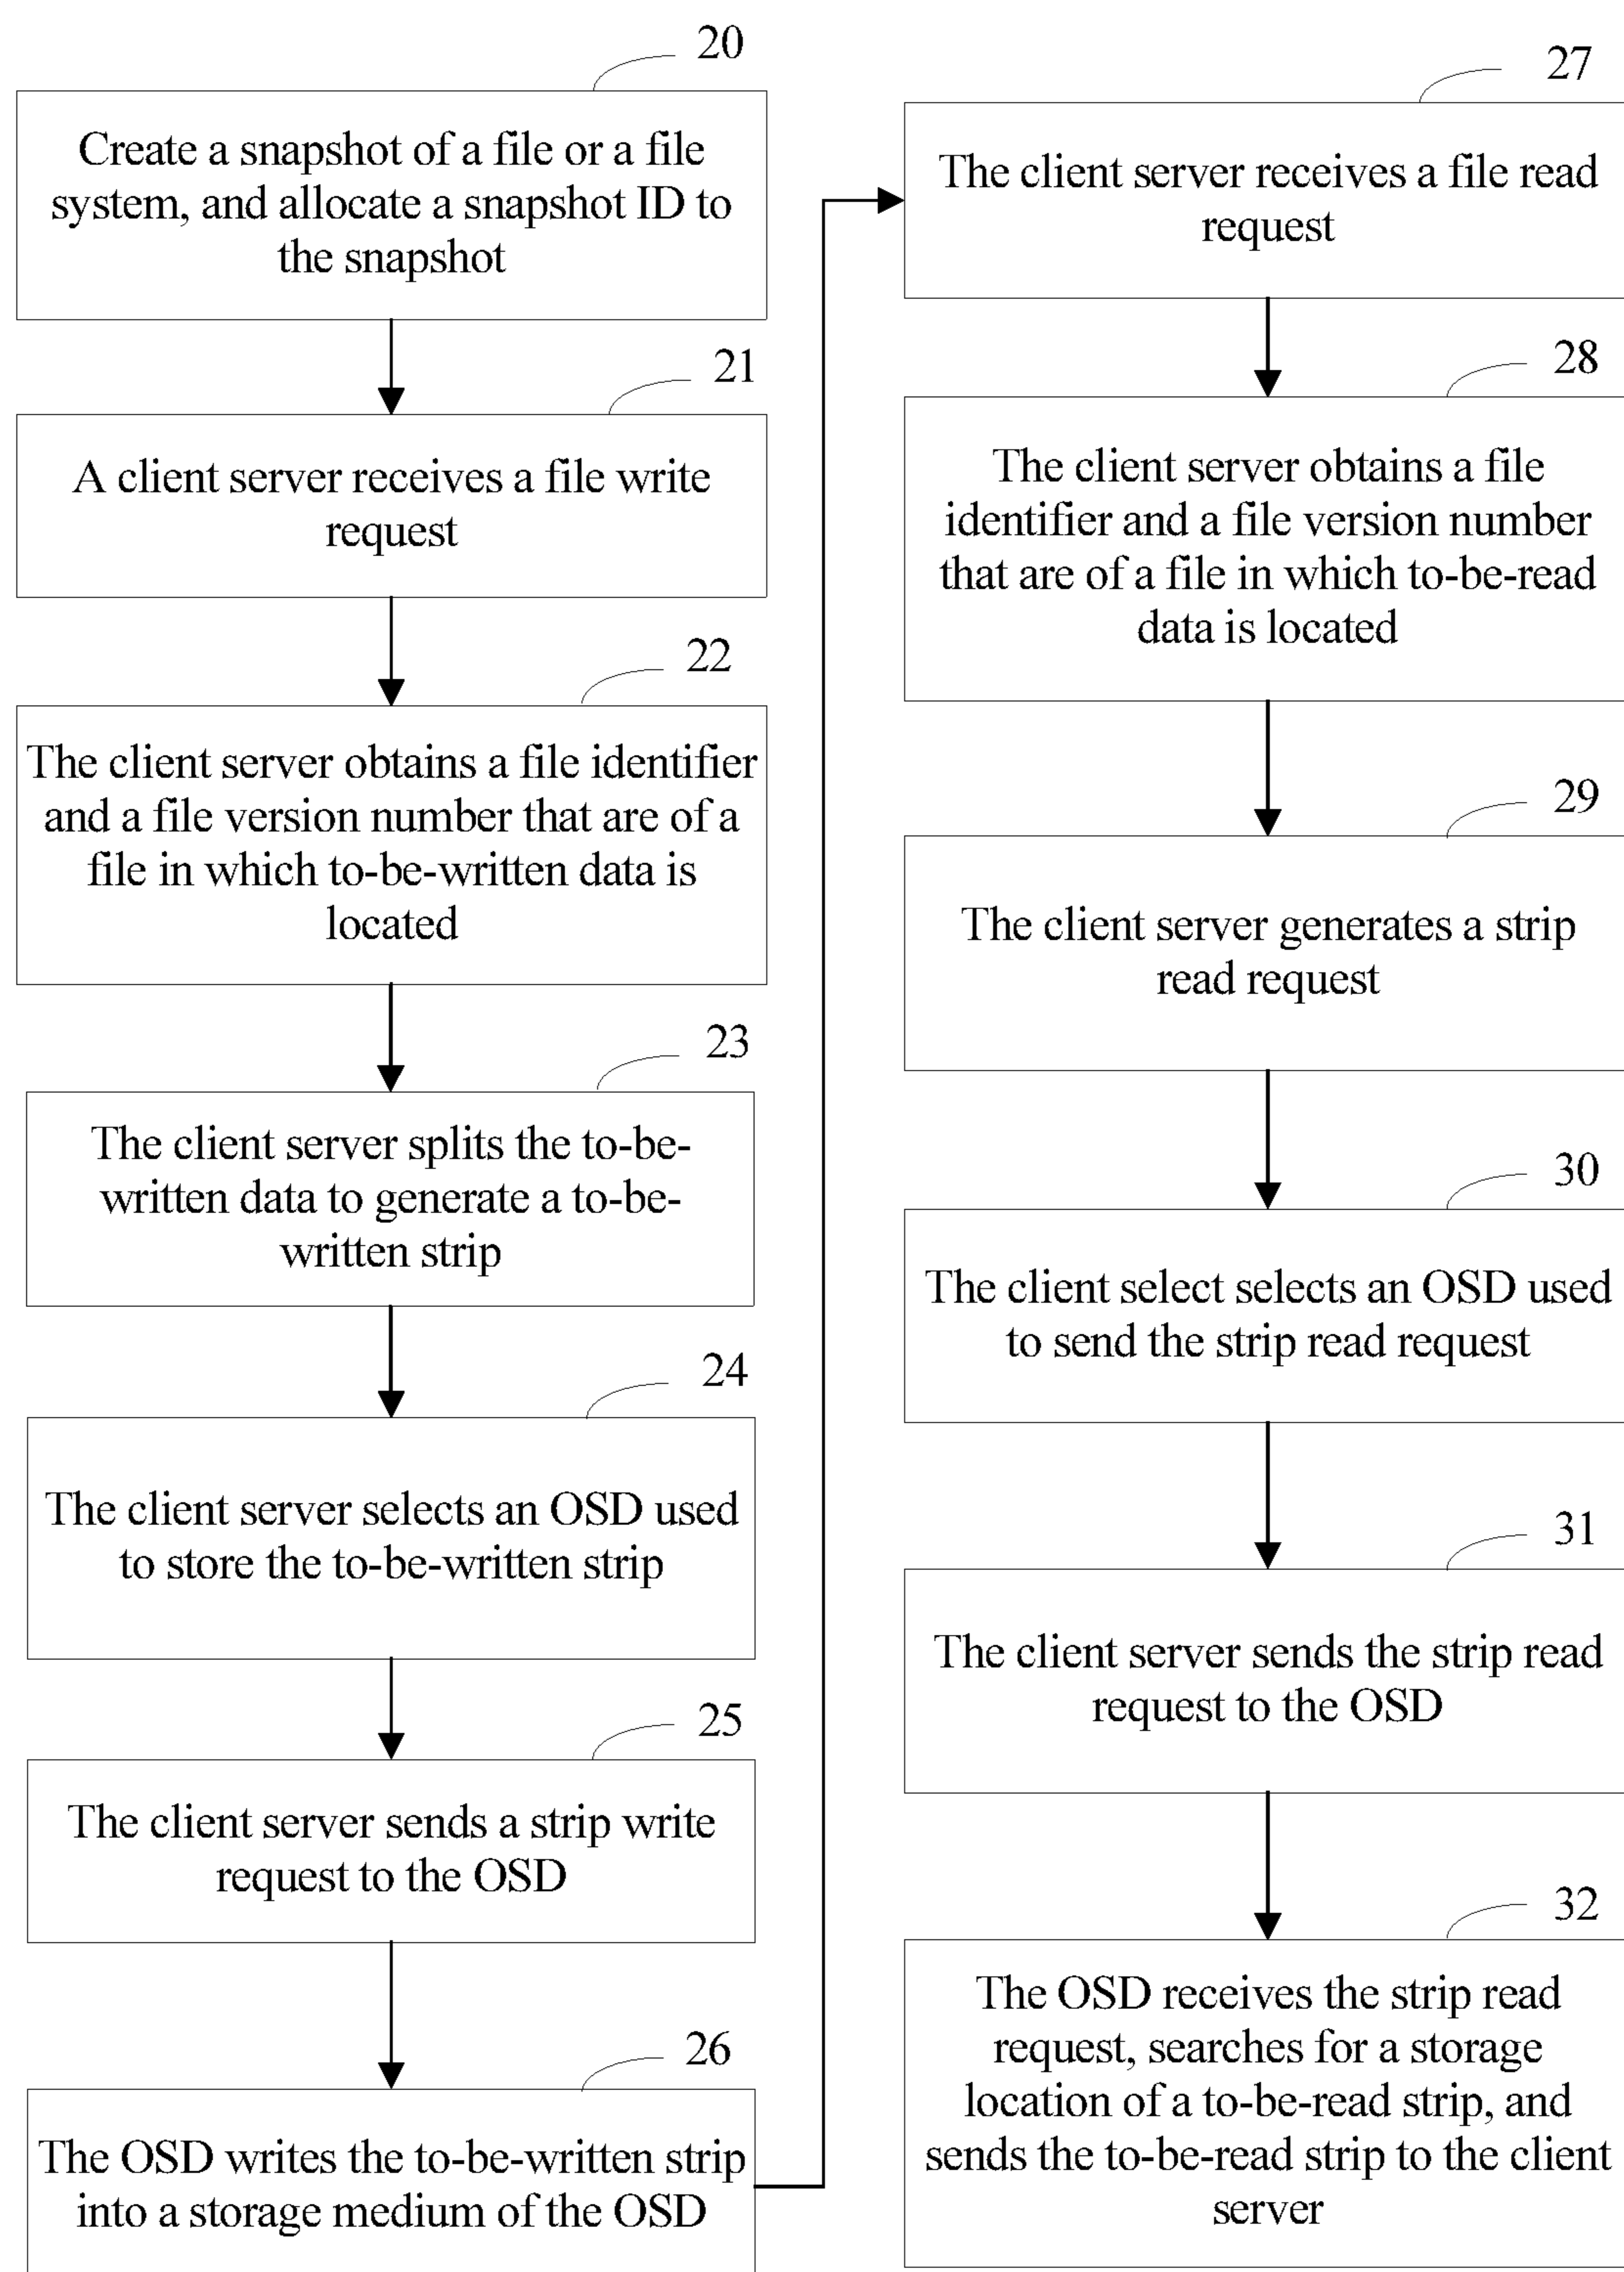 20
Create a snapshot of a file or a file
system, and allocate a snapshot ID to
the snapshot
21
A client server receives a file write
request
22
The client server obtains a file identifier
and a file version number that are of a
file in which to-be-written data is
located
23
The client server splits the to-be-
written data to generate a to-be-
written strip
24
The client server selects an OSD used
to store the to-be-written strip
25
The client server sends a strip write
request to the OSD
26
The OSD writes the to-be-written strip
into a storage medium of the OSD
27
The client server receives a file read
request
28
The client server obtains a file
identifier and a file version number
that are of a file in which to-be-read
data is located
29
The client server generates a strip
read request
30
The client select selects an OSD used
to send the strip read request
31
The client server sends the strip read
request to the OSD
32
The OSD receives the strip read
request, searches for a storage
location of a to-be-read strip, and
sends the to-be-read strip to the client
server